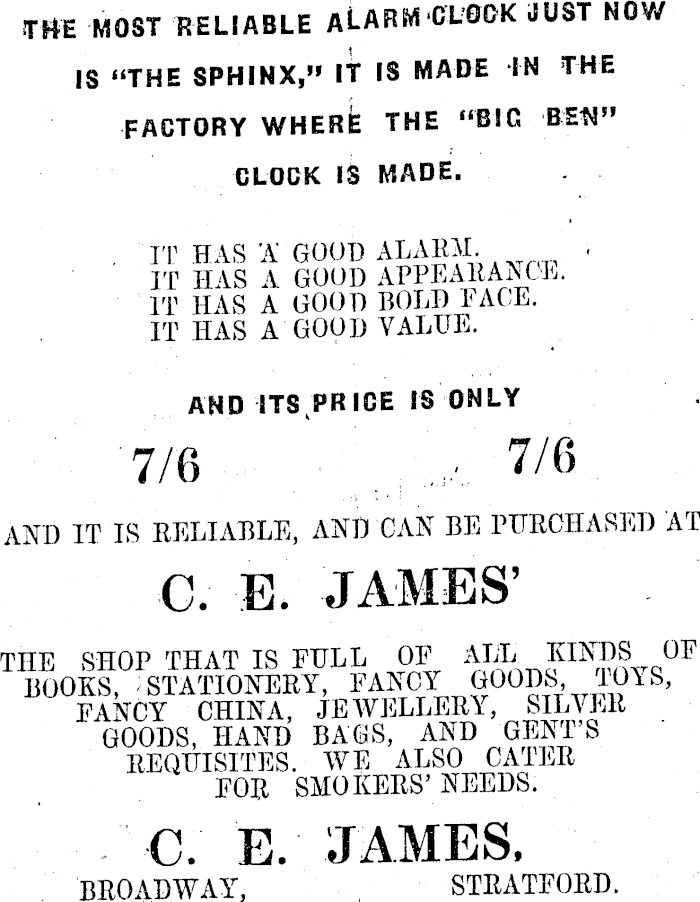 THE MOST RELIABLE ALARM CLOCK JUST NOW
IS "THE SPHINX," IT IS MADE IN THE
FACTORY WHERE THE "BIG BEN"
CLOCK IS MADE.
IT HAS A GOOD ALARM.
IT HAS A GOOD APPEARANCE.
IT HAS A GOOD BOLD FACE.
IT HAS A GOOD VALUE.
AND ITS PRICE IS ONLY
7/6 7/6
AND IT IS RELIABLE, AND CAN BE PURCHASED AT
C. E. JAMES'
THE SHOP THAT IS FULL OF ALL KINDS OF
BOOKS, STATIONERY, FANCY GOODS, TOYS,
FANCY CHINA, JEWELLERY, SILVER
GOODS, HAND BAGS, AND GENT'S
REQUISITES. WE ALSO CATER
FOR SMOKERS' NEEDS.
C. E. JAMES,
BROADWAY, STRATFORD.